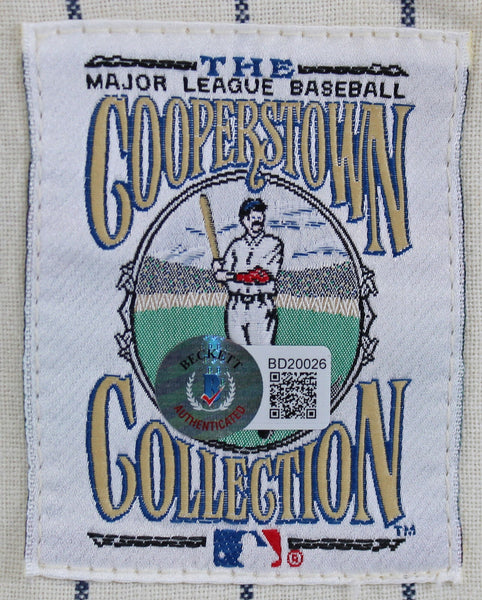 THE
MAJOR LEAGUE BASEBALL
COOPERSTOWN
BECKETT
B
AUTHENTICATED
BD20026
COLLECTION
TM
®